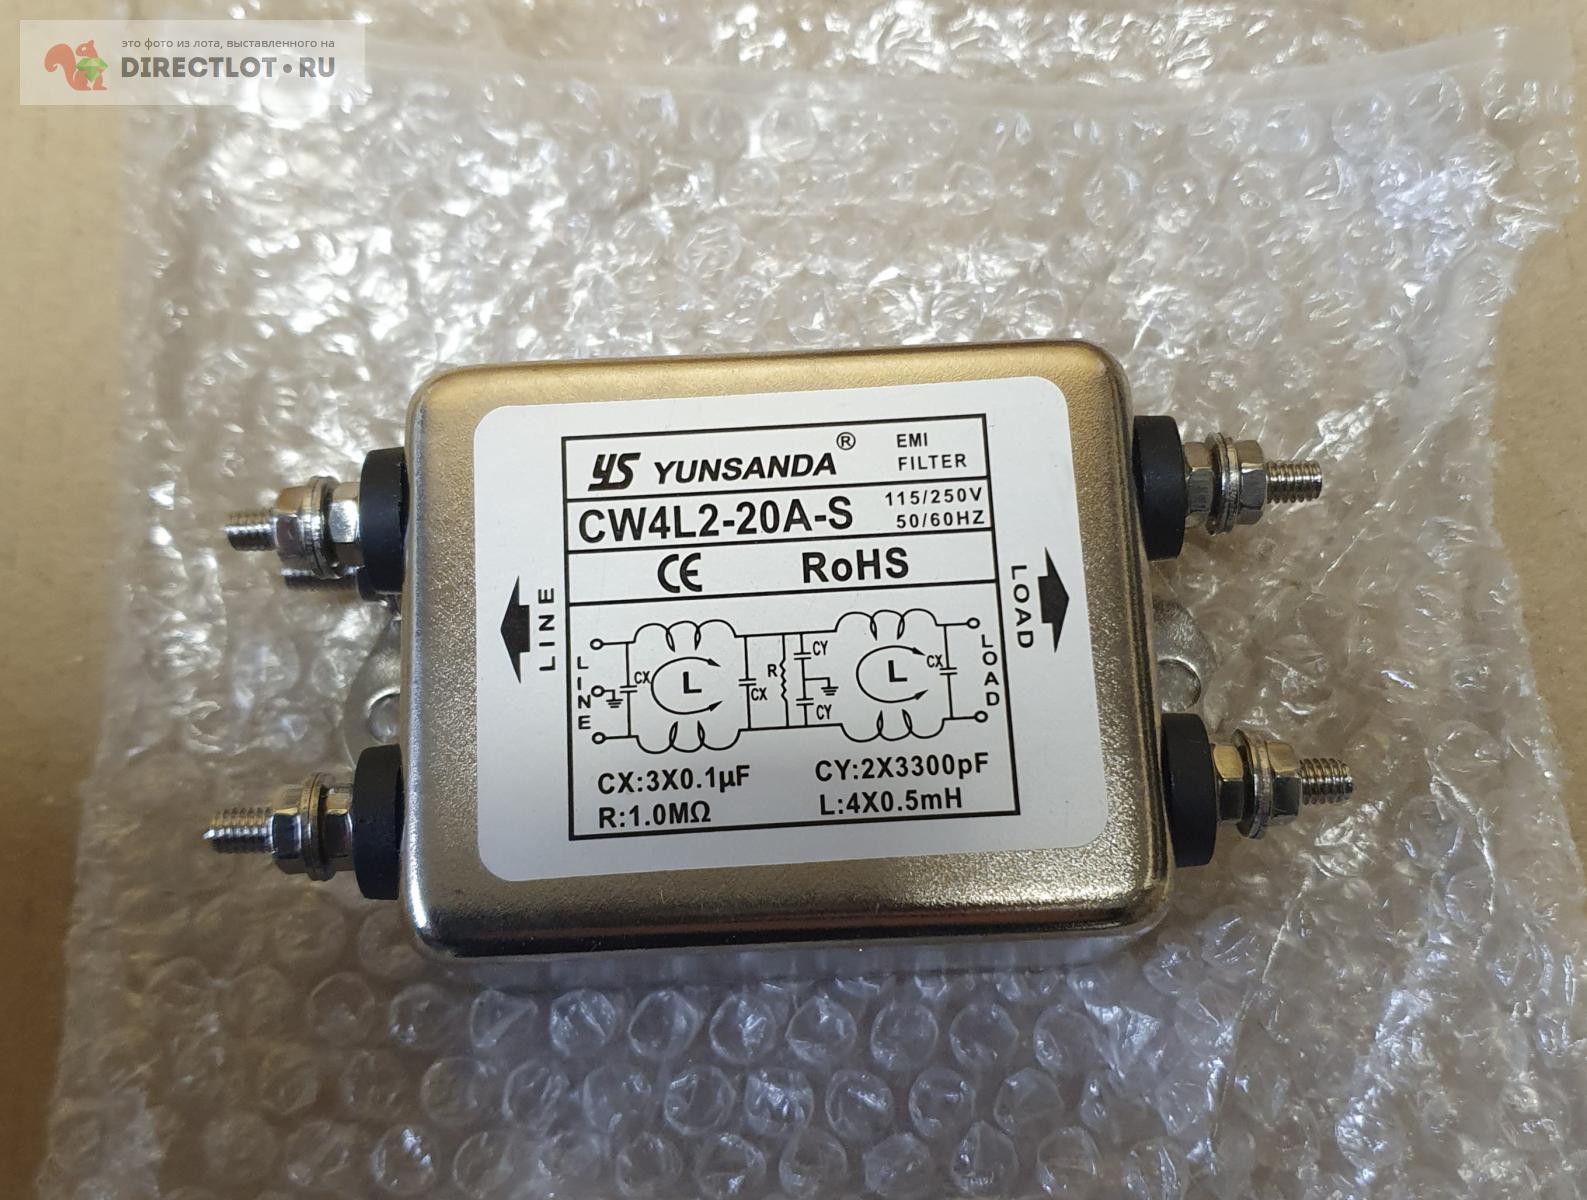 это фото из лота, выставленного на
DIRECTLOT•RU
YS YUNSANDA®
EMI
FILTER
CW4L2-20A-S
115/250V
50/60HZ
CE
RoHS
LINE
LOAD
LINE
CX
L
CX
R
CY
CY
L
CX
LOAD
CX:3X0.1µF
CY:2X3300pF
R:1.0MΩ
L:4X0.5mH